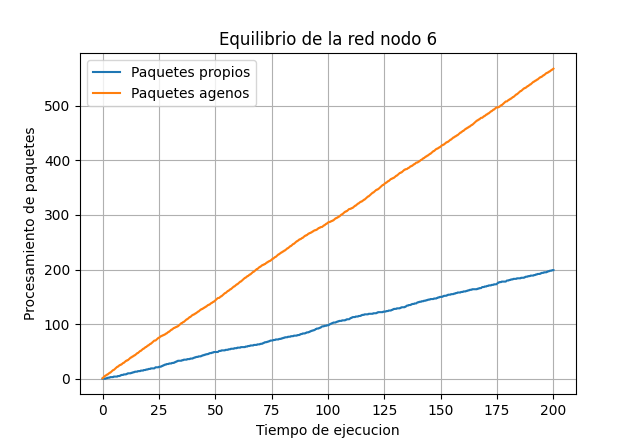 Equilibrio de la red nodo 6
Paquetes propios
Paquetes agenos
Procesamiento de paquetes
500
400
300
200
100
0
0 25 50 75 100 125 150 175 200
Tiempo de ejecucion